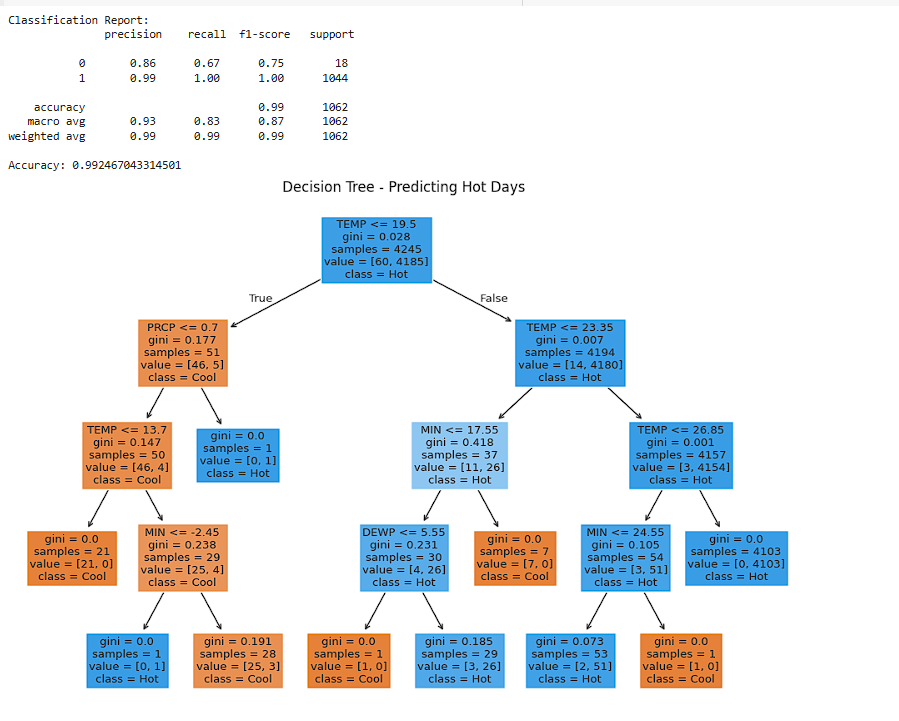 Classification Report:
precision recall f1-score support
0 0.86 0.67 0.75 18
1 0.99 1.00 1.00 1044
accuracy 0.99 1062
macro avg 0.93 0.83 0.87 1062
weighted avg 0.99 0.99 0.99 1062
Accuracy: 0.992467043314501
Decision Tree - Predicting Hot Days
TEMP <= 19.5
gini = 0.028
samples = 4245
value = [60, 4185]
class = Hot
True
False
PRCP <= 0.7
gini = 0.177
samples = 51
value = [46, 5]
class = Cool
TEMP <= 23.35
gini = 0.007
samples = 4194
value = [14, 4180]
class = Hot
TEMP <= 13.7
gini = 0.147
samples = 50
value = [46, 4]
class = Cool
gini = 0.0
samples = 1
value = [0, 1]
class = Hot
MIN <= 17.55
gini = 0.418
samples = 37
value = [11, 26]
class = Hot
TEMP <= 26.85
gini = 0.001
samples = 4157
value = [3, 4154]
class = Hot
gini = 0.0
samples = 21
value = [21, 0]
class = Cool
MIN <= -2.45
gini = 0.238
samples = 29
value = [25, 4]
class = Cool
DEWP <= 5.55
gini = 0.231
samples = 30
value = [4, 26]
class = Hot
gini = 0.0
samples = 7
value = [7, 0]
class = Cool
MIN <= 24.55
gini = 0.105
samples = 54
value = [3, 51]
class = Hot
gini = 0.0
samples = 4103
value = [0, 4103]
class = Hot
gini = 0.0
samples = 1
value = [0, 1]
class = Hot
gini = 0.191
samples = 28
value = [25, 3]
class = Cool
gini = 0.0
samples = 1
value = [1, 0]
class = Cool
gini = 0.185
samples = 29
value = [3, 26]
class = Hot
gini = 0.073
samples = 53
value = [2, 51]
class = Hot
gini = 0.0
samples = 1
value = [1, 0]
class = Cool